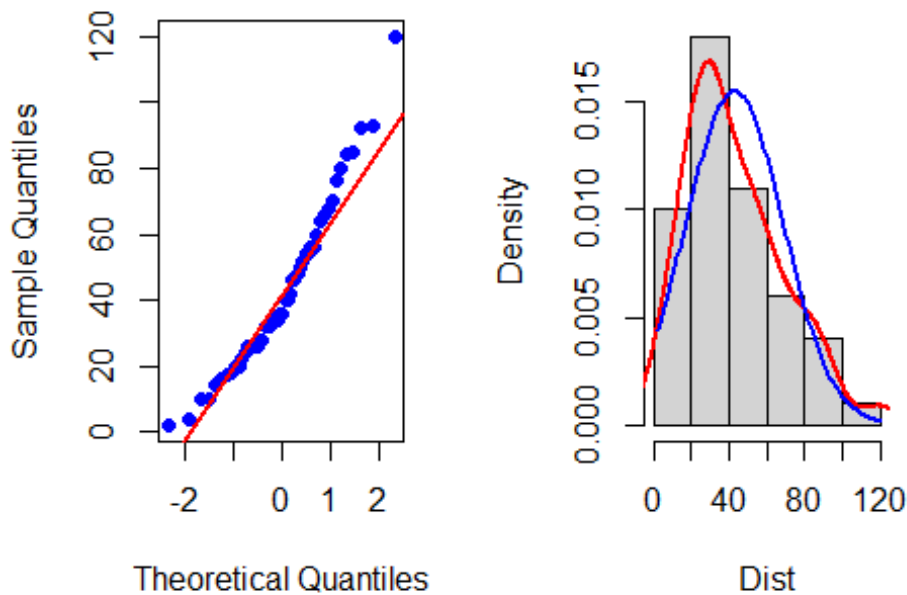 Sample Quantiles
0 20 40 60 80 120
-2 0 1 2
Theoretical Quantiles
Density
0.000 0.005 0.010 0.015
0 40 80 120
Dist